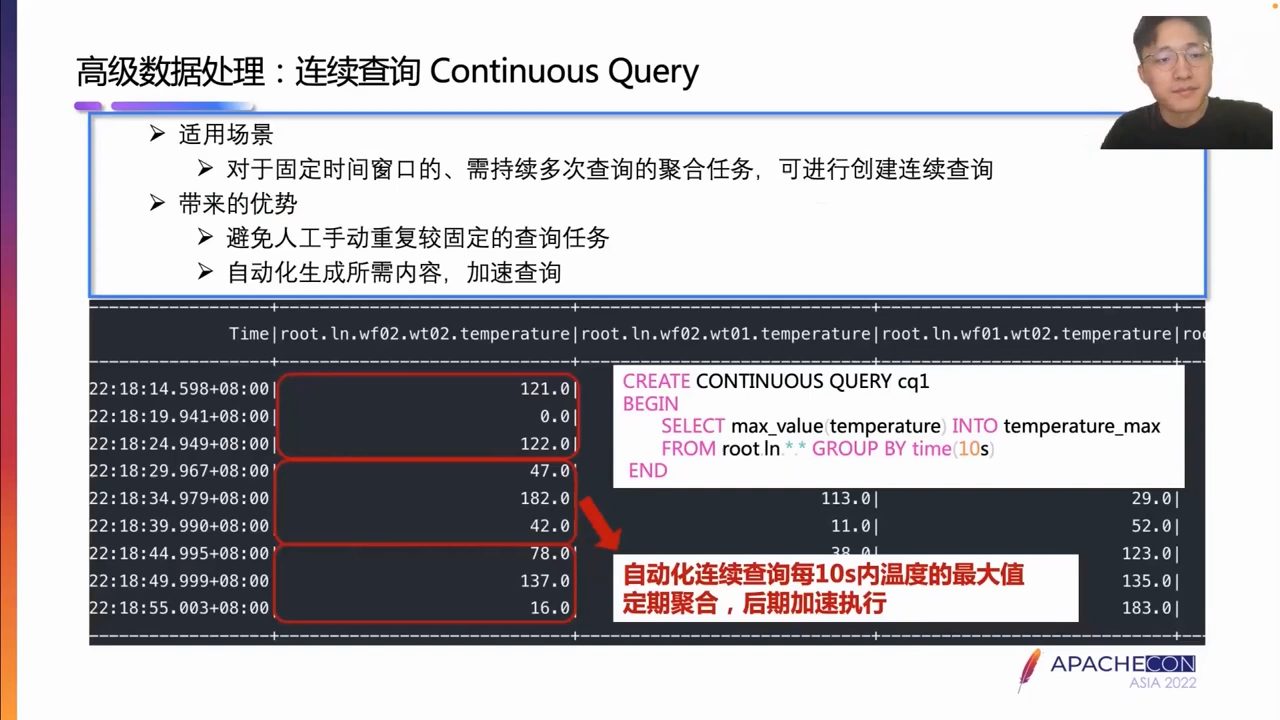 高级数据处理：连续查询 Continuous Query
适用场景
对于固定时间窗口的、需持续多次查询的聚合任务，可进行创建连续查询
带来的优势
避免人工手动重复较固定的查询任务
自动化生成所需内容，加速查询
Time|root.ln.wf02.wt02.temperature|root.ln.wf02.wt01.temperature|root.ln.wf01.wt02.temperature|roo
22:18:14.598+08:00| 121.0|
22:18:19.941+08:00| 0.0|
22:18:24.949+08:00| 122.0|
22:18:29.967+08:00| 47.0|
22:18:34.979+08:00| 182.0| 113.0| 29.0|
22:18:39.990+08:00| 42.0| 11.0| 52.0|
22:18:44.995+08:00| 78.0| 38.0| 123.0|
22:18:49.999+08:00| 137.0 135.0|
22:18:55.003+08:00| 16.0| 183.0|
CREATE CONTINUOUS QUERY cq1
BEGIN
SELECT max_value(temperature) INTO temperature_max
FROM root.ln.*.* GROUP BY time(10s)
END
自动化连续查询每10s内温度的最大值
定期聚合，后期加速执行
APACHECON
ASIA 2022